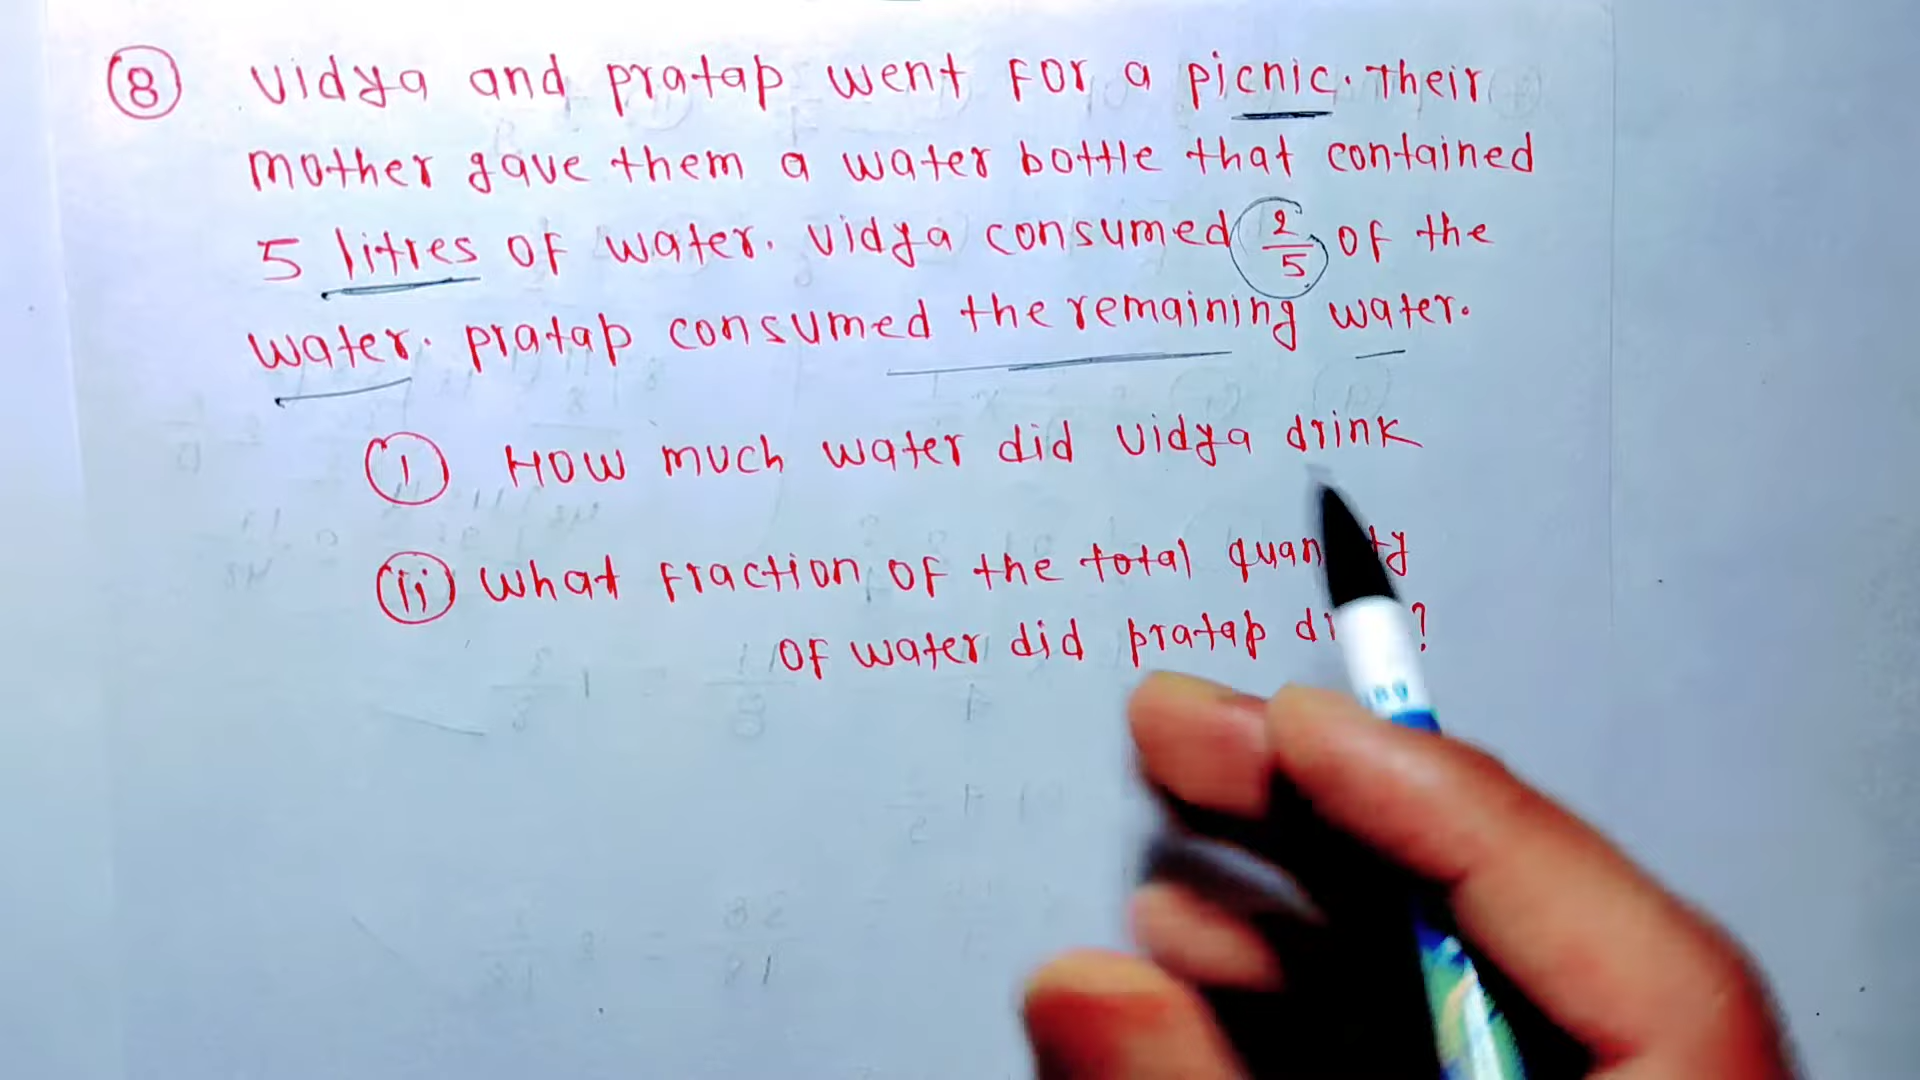 8 Vidya and pratap went for a picnic. Their
mother gave them a water bottle that contained
5 litres of water. Vidya consumed 2/5 of the
water. pratap consumed the remaining water.
i How much water did Vidya drink
ii What fraction of the total
of water did pratap ?